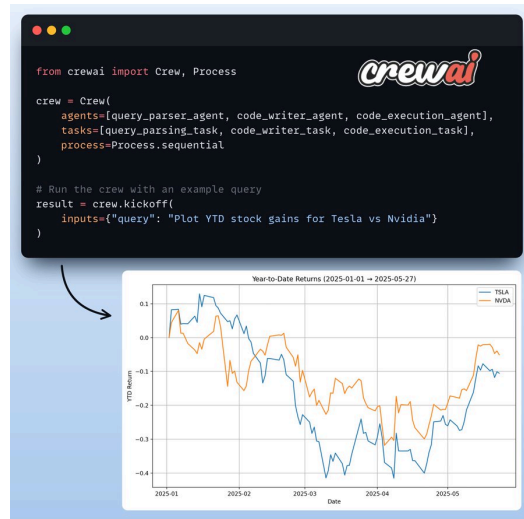 crewai
from crewai import Crew, Process
crew = Crew(
agents=[query_parser_agent, code_writer_agent, code_execution_agent],
tasks=[query_parsing_task, code_writer_task, code_execution_task],
process=Process.sequential
)
# Run the crew with an example query
result = crew.kickoff(
inputs={"query": "Plot YTD stock gains for Tesla vs Nvidia"}
)
Year-to-Date Returns (2025-01-01 → 2025-05-27)
TSLA
NVDA
YTD Return
0.1
0.0
−0.1
−0.2
−0.3
−0.4
2025-01 2025-02 2025-03 2025-04 2025-05
Date